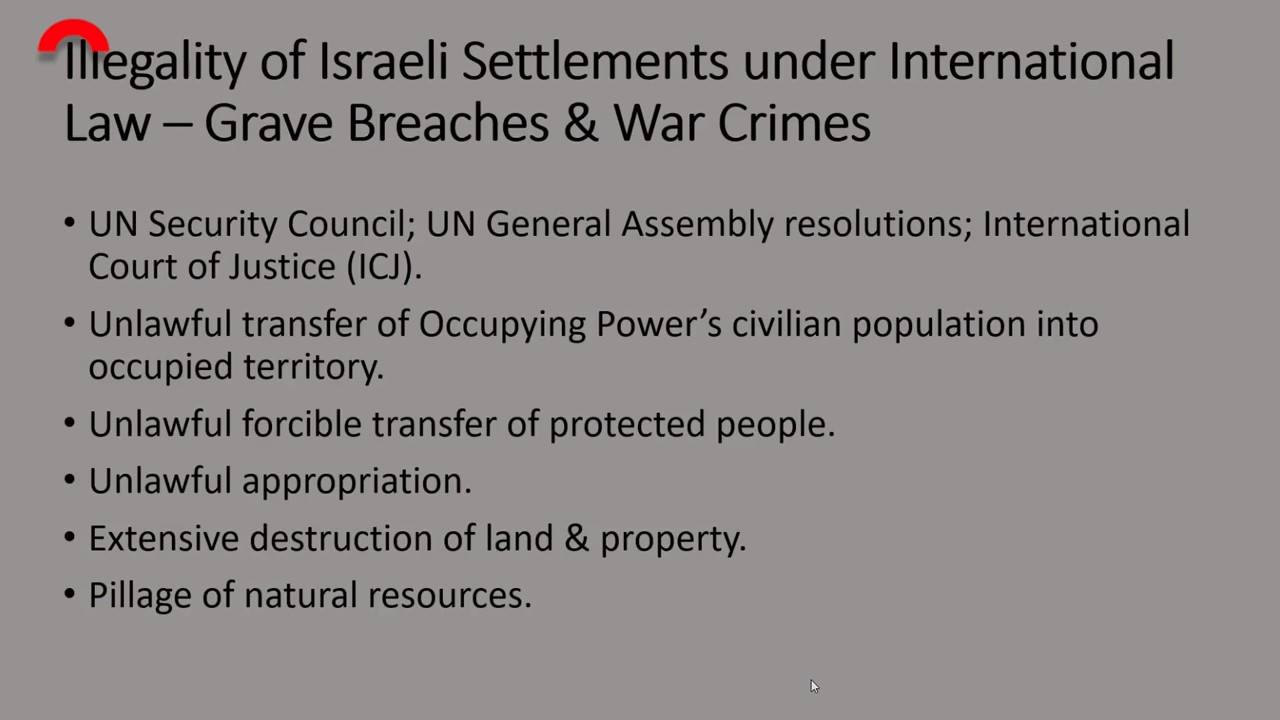 Illegality of Israeli Settlements under International
Law – Grave Breaches & War Crimes
• UN Security Council; UN General Assembly resolutions; International
Court of Justice (ICJ).
• Unlawful transfer of Occupying Power’s civilian population into
occupied territory.
• Unlawful forcible transfer of protected people.
• Unlawful appropriation.
• Extensive destruction of land & property.
• Pillage of natural resources.